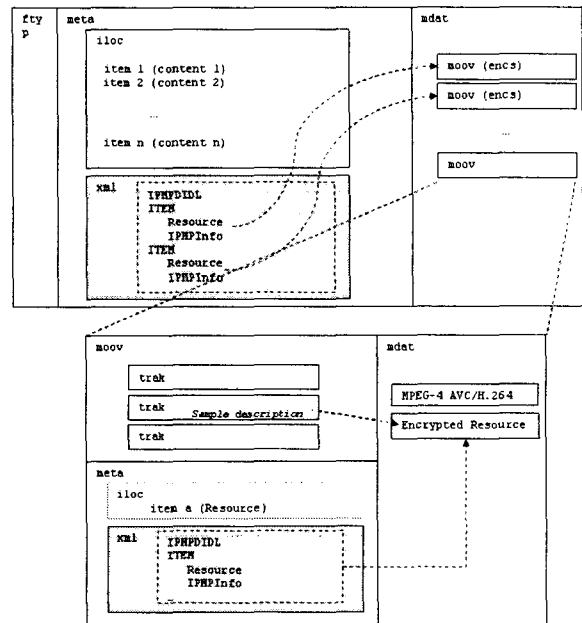 fty
p
meta
mdat
iloc
item 1 (content 1)
item 2 (content 2)
...
item n (content n)
moov (encs)
moov (encs)
...
moov
xml
IPMPDIDL
ITEM
Resource
IPMPInfo
ITEM
Resource
IPMPInfo
moov
mdat
trak
trak
Sample description
trak
MPEG-4 AVC/H.264
Encrypted Resource
meta
iloc
item a (Resource)
xml
IPMPDIDL
ITEM
Resource
IPMPInfo